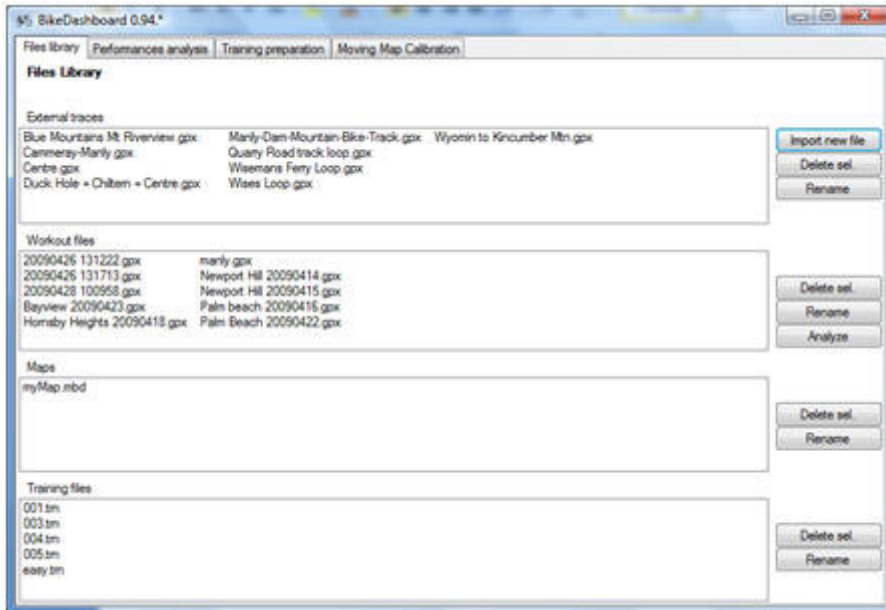 BikeDashboard 0.94.*
Files library Performances analysis Training preparation Moving Map Calibration
Files Library
External traces
Blue Mountains Mt Riverview.gpx Manly-Dam-Mountain-Bike-Track.gpx Wyomin to Kincumber Mtn.gpx
Cammeray-Manly.gpx Quarry Road track loop.gpx
Centre.gpx Wisemans Ferry Loop.gpx
Duck Hole + Chiltern + Centre.gpx Wises Loop.gpx
Import new file
Delete sel.
Rename
Workout files
20090426 131222.gpx manly.gpx
20090426 131713.gpx Newport Hill 20090414.gpx
20090428 100958.gpx Newport Hill 20090415.gpx
Bayview 20090423.gpx Palm beach 20090416.gpx
Hornsby Heights 20090418.gpx Palm Beach 20090422.gpx
Delete sel.
Rename
Analyze
Maps
myMap.mbd
Delete sel.
Rename
Training files
001.trn
003.trn
004.trn
005.trn
easy.trn
Delete sel.
Rename